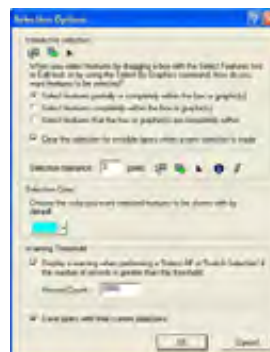 Selection Options
Interactive selection
When you select features by dragging a box with the Select Features tool
or Edit tool or by using the Select By Graphics command, how do you
want features to be selected?
Select features partially or completely within the box or graphic(s)
Select features completely within the box or graphic(s)
Select features that the box or graphic(s) are completely within
Clear the selection for invisible layers when a new selection is made
Selection tolerance: pixels
Selection Color
Choose the color you want selected features to be shown with by
default.
Warning Threshold
Display a warning when performing a 'Select All' or 'Switch Selection' if
the number of records is greater than this threshold.
Record Count:
Save layers with their current selections
OK Cancel